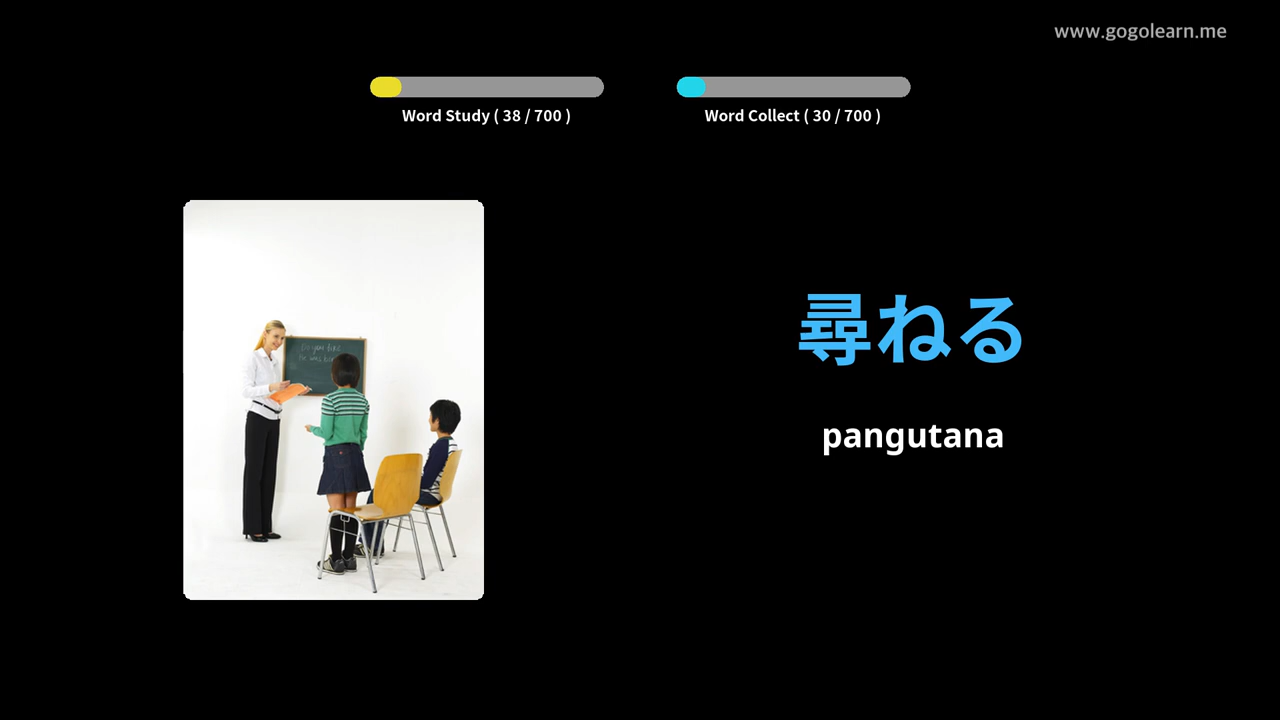 www.gogolearn.me
Word Study ( 38 / 700 )
Word Collect ( 30 / 700 )
尋ねる
pangutana